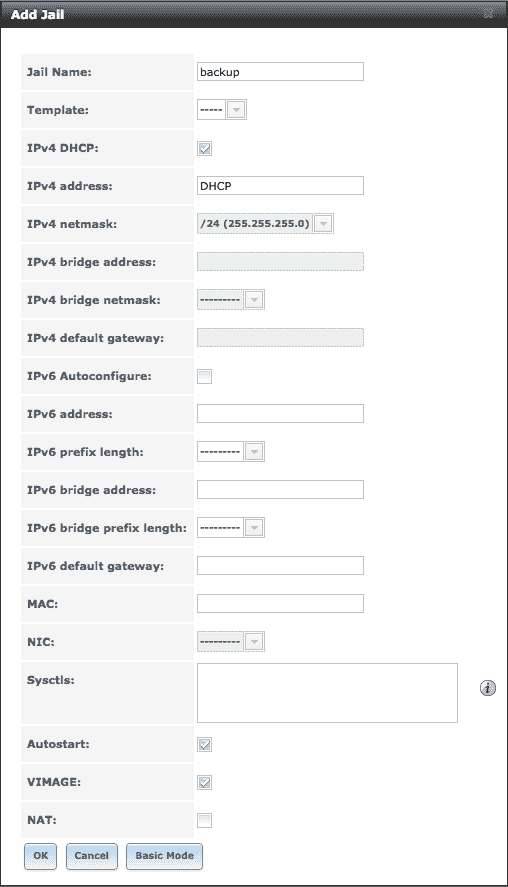 Add Jail
Jail Name: backup
Template: -----
IPv4 DHCP:
IPv4 address: DHCP
IPv4 netmask: /24 (255.255.255.0)
IPv4 bridge address:
IPv4 bridge netmask: ---------
IPv4 default gateway:
IPv6 Autoconfigure:
IPv6 address:
IPv6 prefix length: ---------
IPv6 bridge address:
IPv6 bridge prefix length: ---------
IPv6 default gateway:
MAC:
NIC: ---------
Sysctls:
Autostart:
VIMAGE:
NAT:
OK Cancel Basic Mode